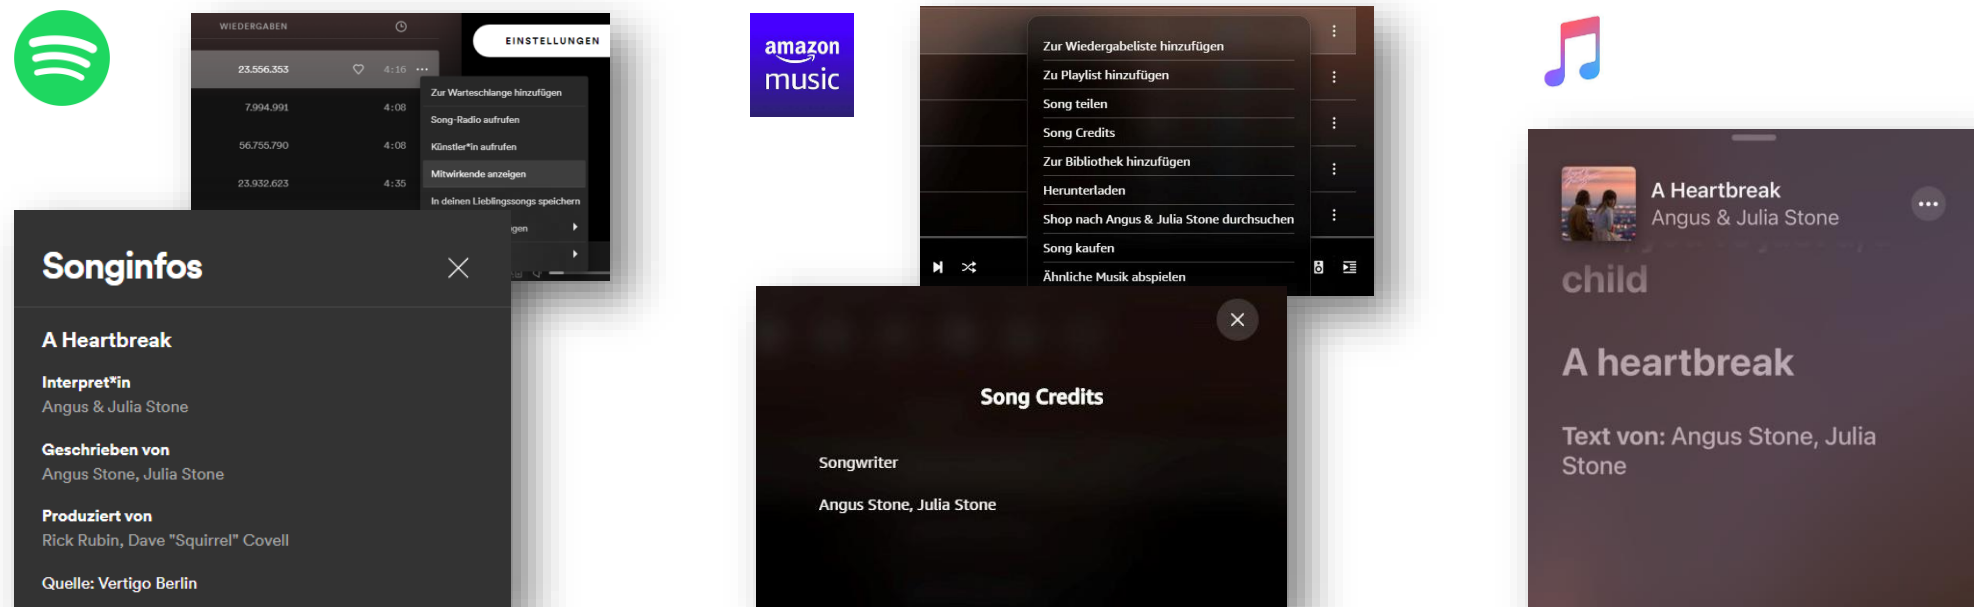 WIEDERGABEN
EINSTELLUNGEN
23.556.353 4:16 ...
7.994.991 4:08
56.755.790 4:08
23.932.623 4:35
Zur Warteschlange hinzufügen
Song-Radio aufrufen
Künstler*in aufrufen
Mitwirkende anzeigen
In deinen Lieblingssongs speichern
Songinfos
A Heartbreak
Interpret*in
Angus & Julia Stone
Geschrieben von
Angus Stone, Julia Stone
Produziert von
Rick Rubin, Dave "Squirrel" Covell
Quelle: Vertigo Berlin
amazon
music
Zur Wiedergabeliste hinzufügen
Zu Playlist hinzufügen
Song teilen
Song Credits
Zur Bibliothek hinzufügen
Herunterladen
Shop nach Angus & Julia Stone durchsuchen
Song kaufen
Ähnliche Musik abspielen
Song Credits
Songwriter
Angus Stone, Julia Stone
A Heartbreak
Angus & Julia Stone
child
A heartbreak
Text von: Angus Stone, Julia
Stone